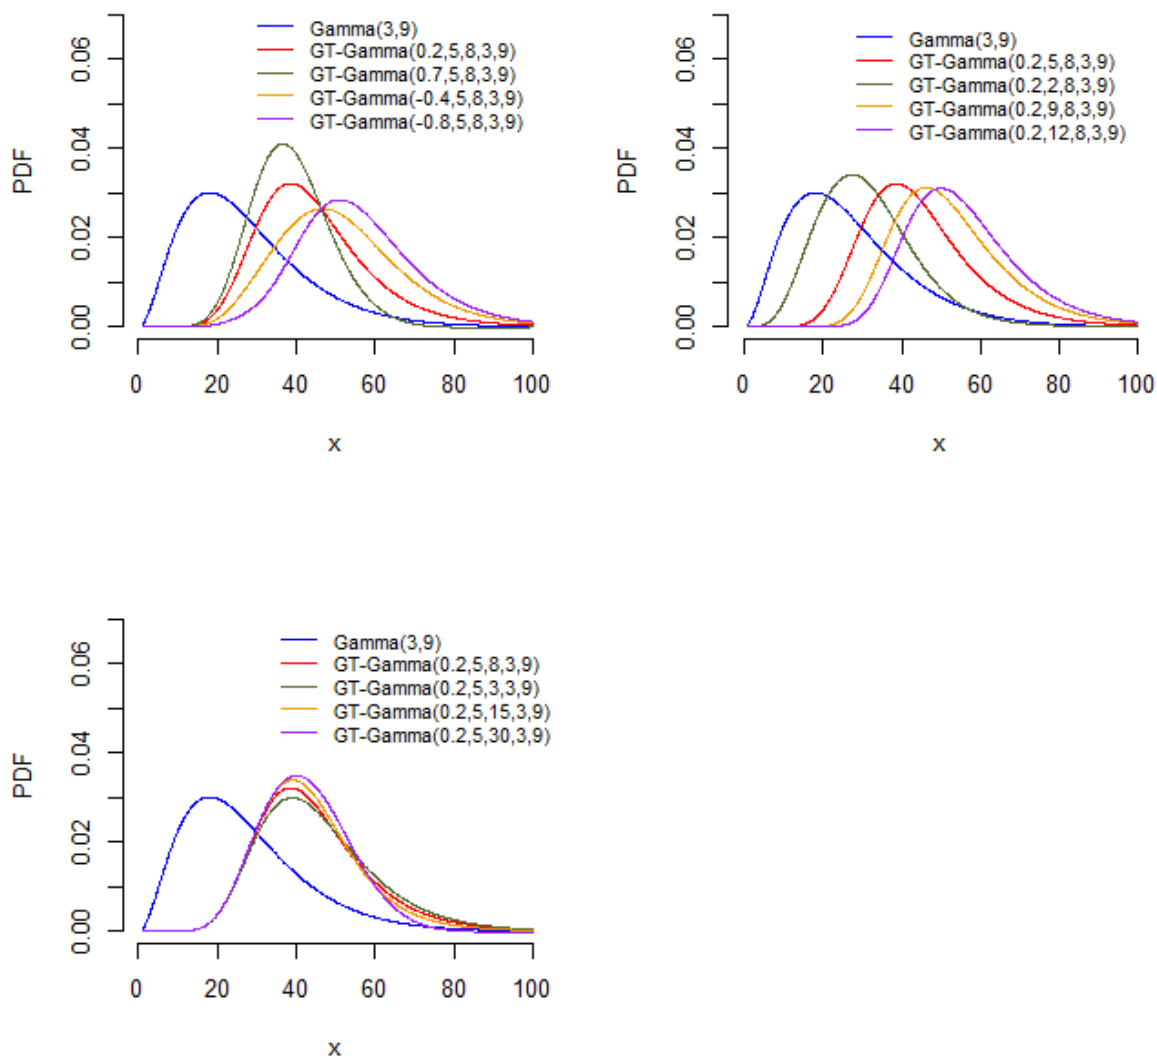 Gamma(3,9)
GT-Gamma(0.2,5,8,3,9)
GT-Gamma(0.7,5,8,3,9)
GT-Gamma(-0.4,5,8,3,9)
GT-Gamma(-0.8,5,8,3,9)
PDF
0.06
0.04
0.02
0.00
0 20 40 60 80 100
x
Gamma(3,9)
GT-Gamma(0.2,5,8,3,9)
GT-Gamma(0.2,2,8,3,9)
GT-Gamma(0.2,9,8,3,9)
GT-Gamma(0.2,12,8,3,9)
PDF
0.06
0.04
0.02
0.00
0 20 40 60 80 100
x
Gamma(3,9)
GT-Gamma(0.2,5,8,3,9)
GT-Gamma(0.2,5,3,3,9)
GT-Gamma(0.2,5,15,3,9)
GT-Gamma(0.2,5,30,3,9)
PDF
0.06
0.04
0.02
0.00
0 20 40 60 80 100
x